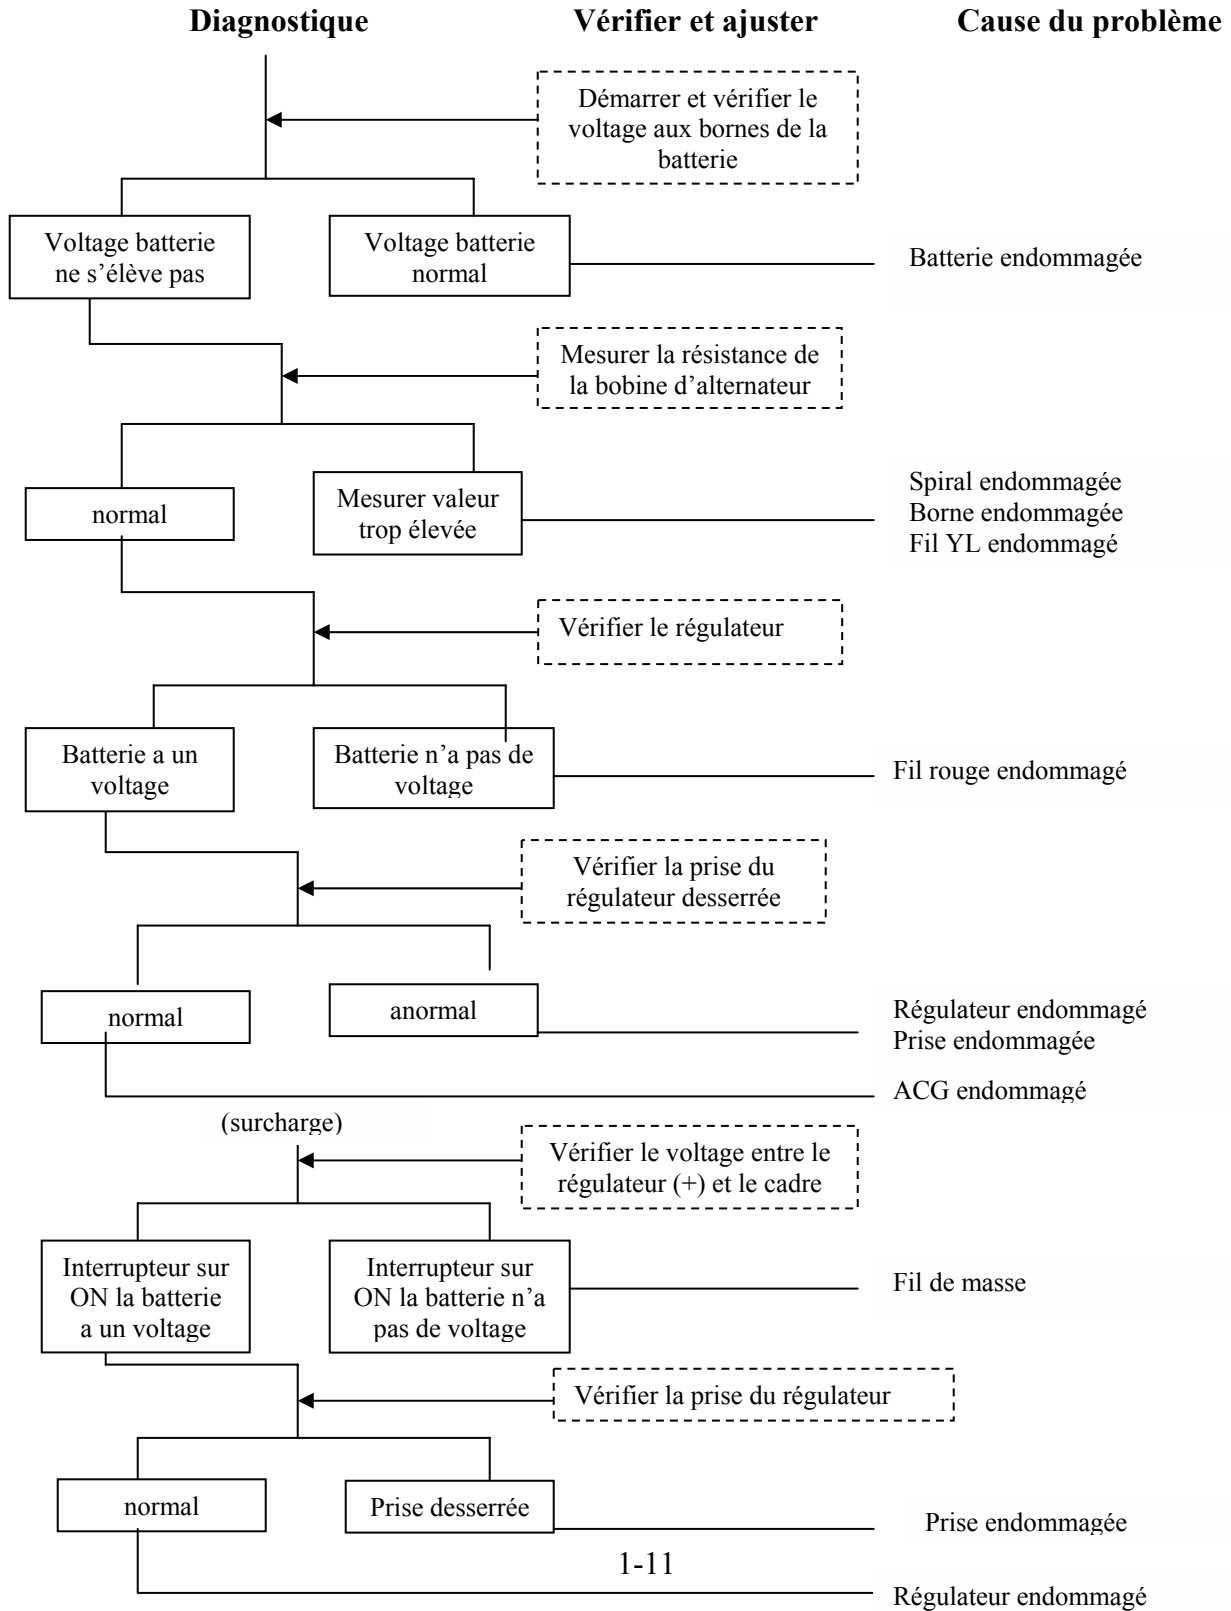 Diagnostique Vérifier et ajuster Cause du problème
Démarrer et vérifier le
voltage aux bornes de la
batterie
Voltage batterie
ne s’élève pas
Voltage batterie
normal
Batterie endommagée
Mesurer la résistance de
la bobine d’alternateur
normal
Mesurer valeur
trop élevée
Spiral endommagée
Borne endommagée
Fil YL endommagé
Vérifier le régulateur
Batterie a un
voltage
Batterie n’a pas de
voltage
Fil rouge endommagé
Vérifier la prise du
régulateur desserrée
normal
anormal
Régulateur endommagé
Prise endommagée
ACG endommagé
(surcharge)
Vérifier le voltage entre le
régulateur (+) et le cadre
Interrupteur sur
ON la batterie
a un voltage
Interrupteur sur
ON la batterie n’a
pas de voltage
Fil de masse
Vérifier la prise du régulateur
normal
Prise desserrée
Prise endommagée
1-11
Régulateur endommagé